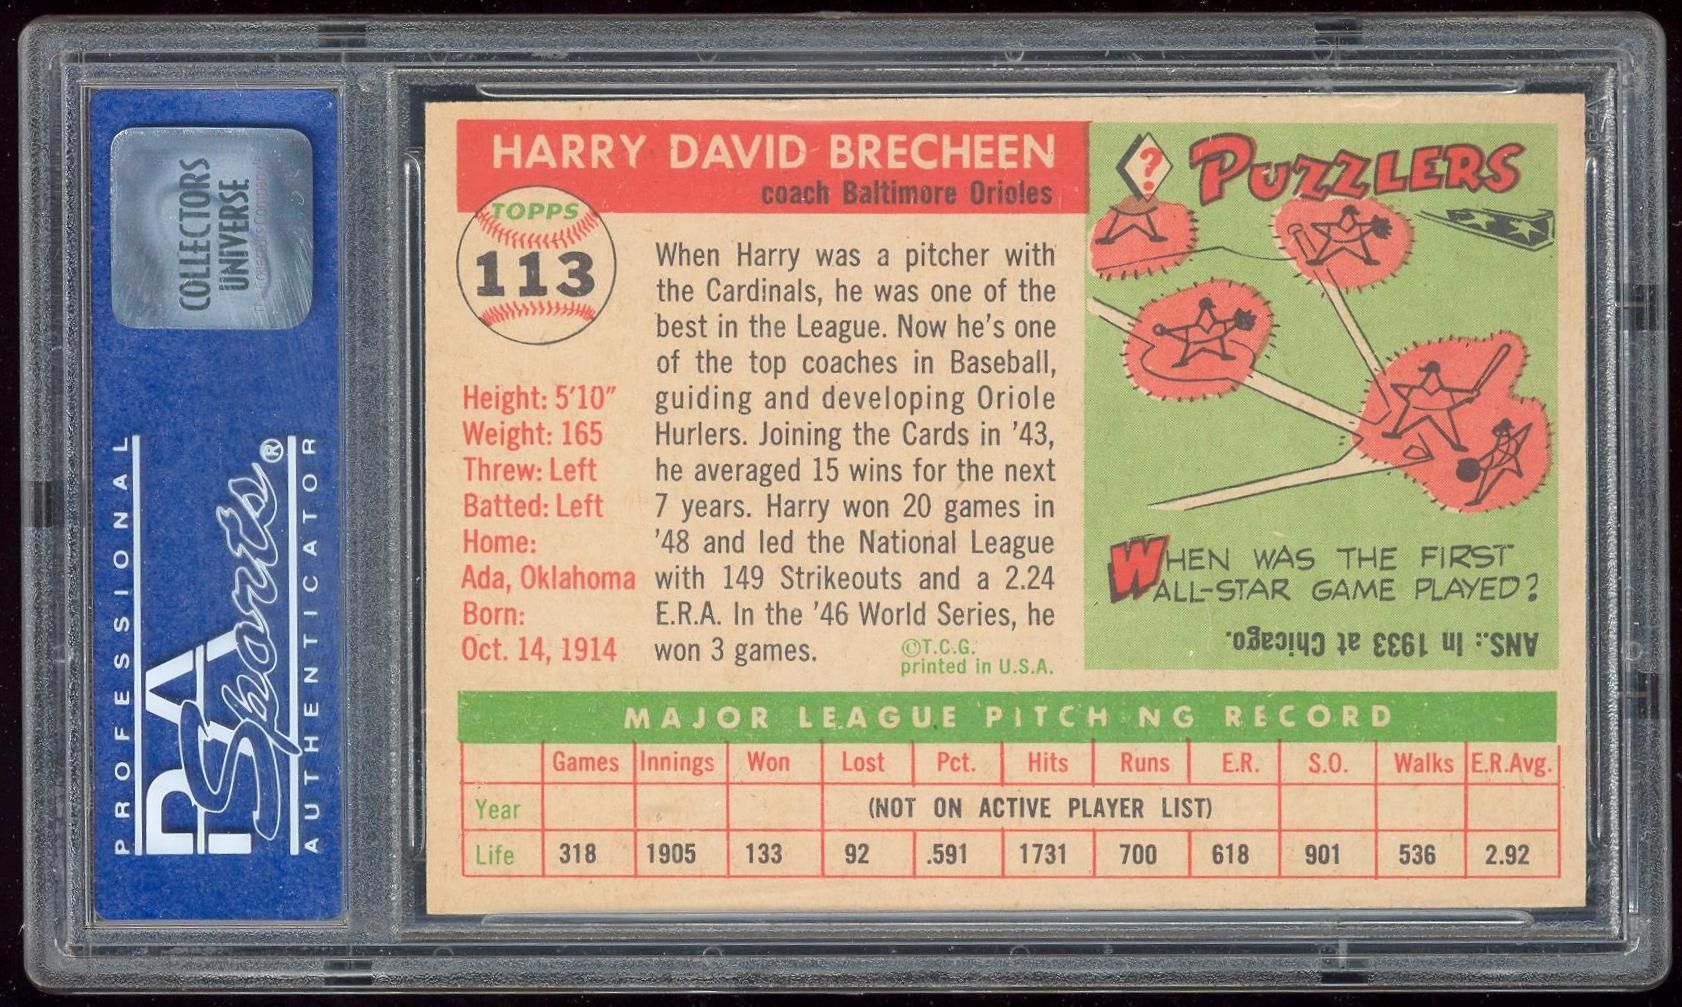 COLLECTORS
UNIVERSE
PROFESSIONAL
PSA
Sports®
AUTHENTICATOR
HARRY DAVID BRECHEEN
coach Baltimore Orioles
TOPPS
113
When Harry was a pitcher with
the Cardinals, he was one of the
best in the League. Now he's one
of the top coaches in Baseball,
guiding and developing Oriole
Hurlers. Joining the Cards in '43,
he averaged 15 wins for the next
7 years. Harry won 20 games in
'48 and led the National League
with 149 Strikeouts and a 2.24
E.R.A. In the '46 World Series, he
won 3 games.
©T.C.G.
printed in U.S.A.
Height: 5'10"
Weight: 165
Threw: Left
Batted: Left
Home:
Ada, Oklahoma
Born:
Oct. 14, 1914
?
PUZZLERS
WHEN WAS THE FIRST
ALL-STAR GAME PLAYED?
ANS.: In 1933 at Chicago.
MAJOR LEAGUE PITCH NG RECORD
Games Innings Won Lost Pct. Hits Runs E.R. S.O. Walks E.R.Avg.
Year (NOT ON ACTIVE PLAYER LIST)
Life 318 1905 133 92 .591 1731 700 618 901 536 2.92